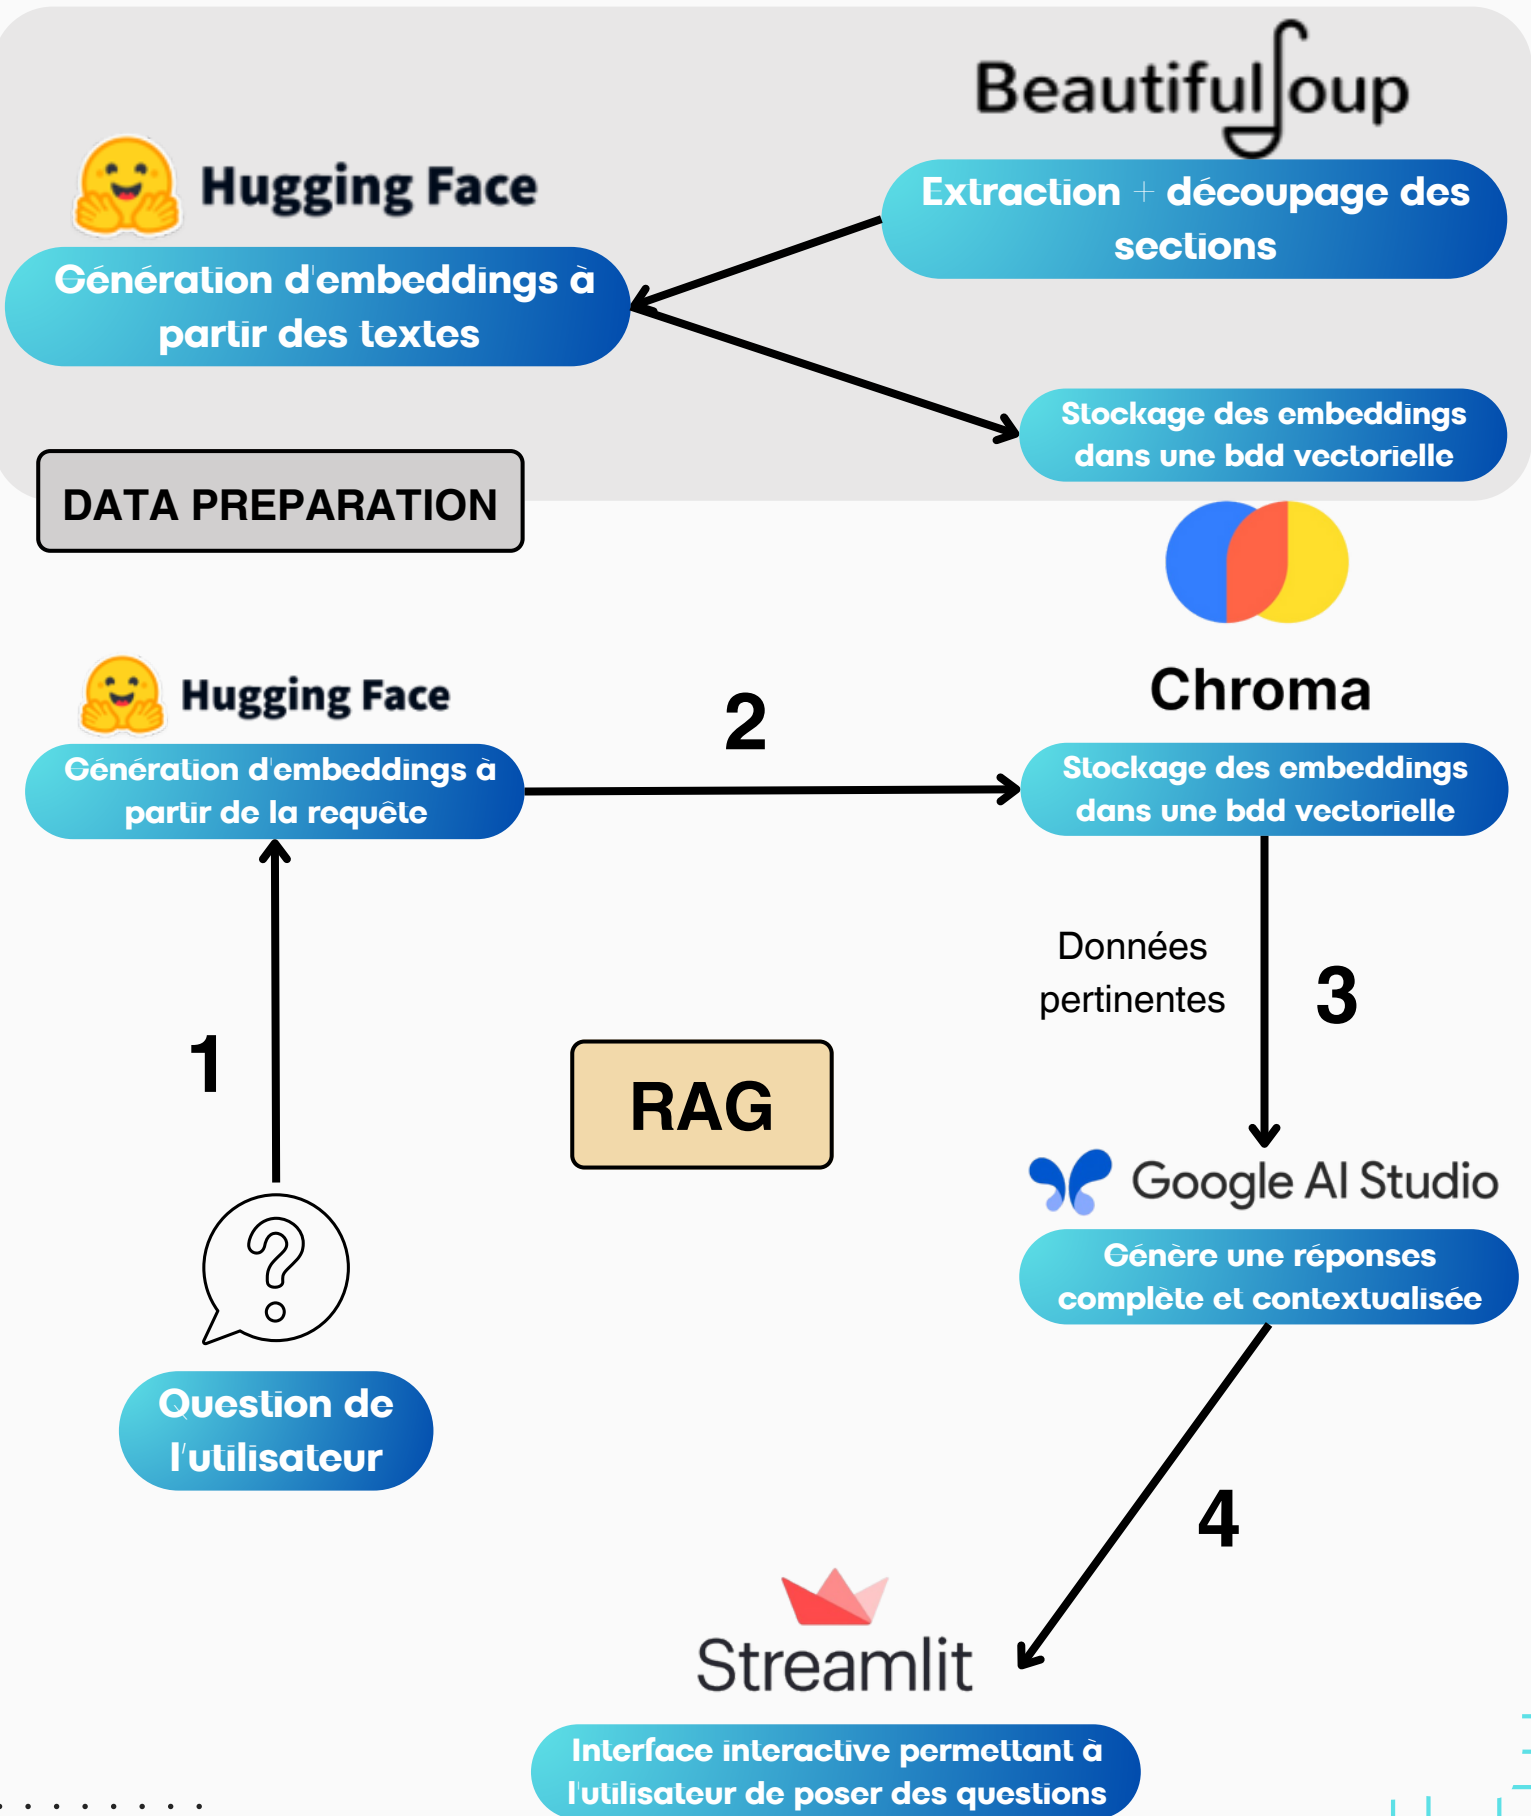 BeautifulSoup
Hugging Face
Extraction + découpage des
sections
Génération d'embeddings à
partir des textes
Stockage des embeddings
dans une bdd vectorielle
DATA PREPARATION
Chroma
Hugging Face
2
Génération d'embeddings à
partir de la requête
Stockage des embeddings
dans une bdd vectorielle
Données
pertinentes
3
1
RAG
Google AI Studio
Génère une réponses
complète et contextualisée
?
Question de
l'utilisateur
4
Streamlit
Interface interactive permettant à
l'utilisateur de poser des questions